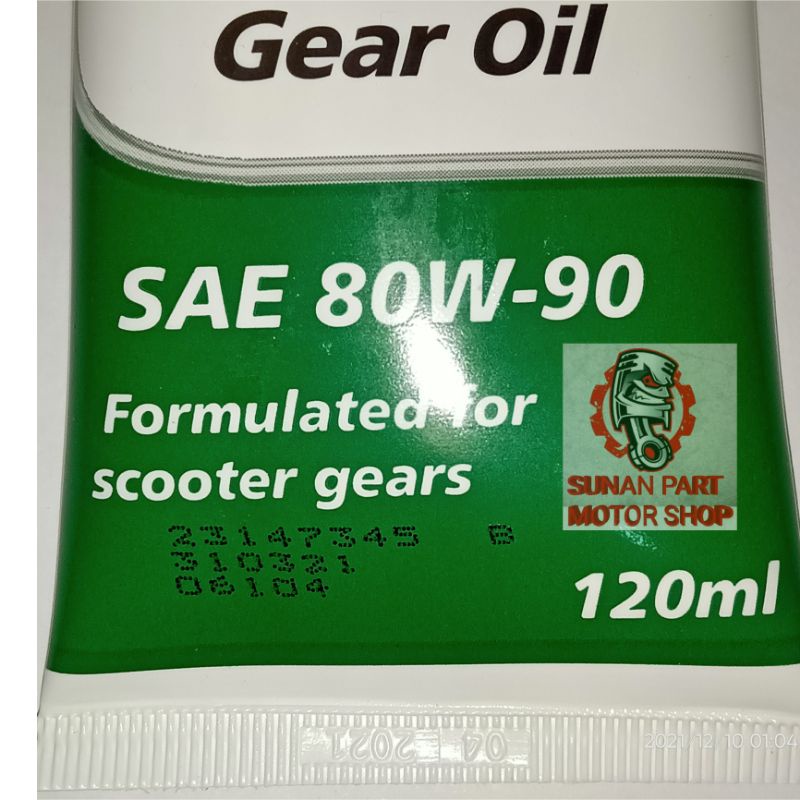 Gear Oil
SAE 80W-90
Formulated for
scooter gears
SUNAN PART
MOTOR SHOP
23147345 B
310321
06104
120ml
04 2021
2021/12/10 01:04